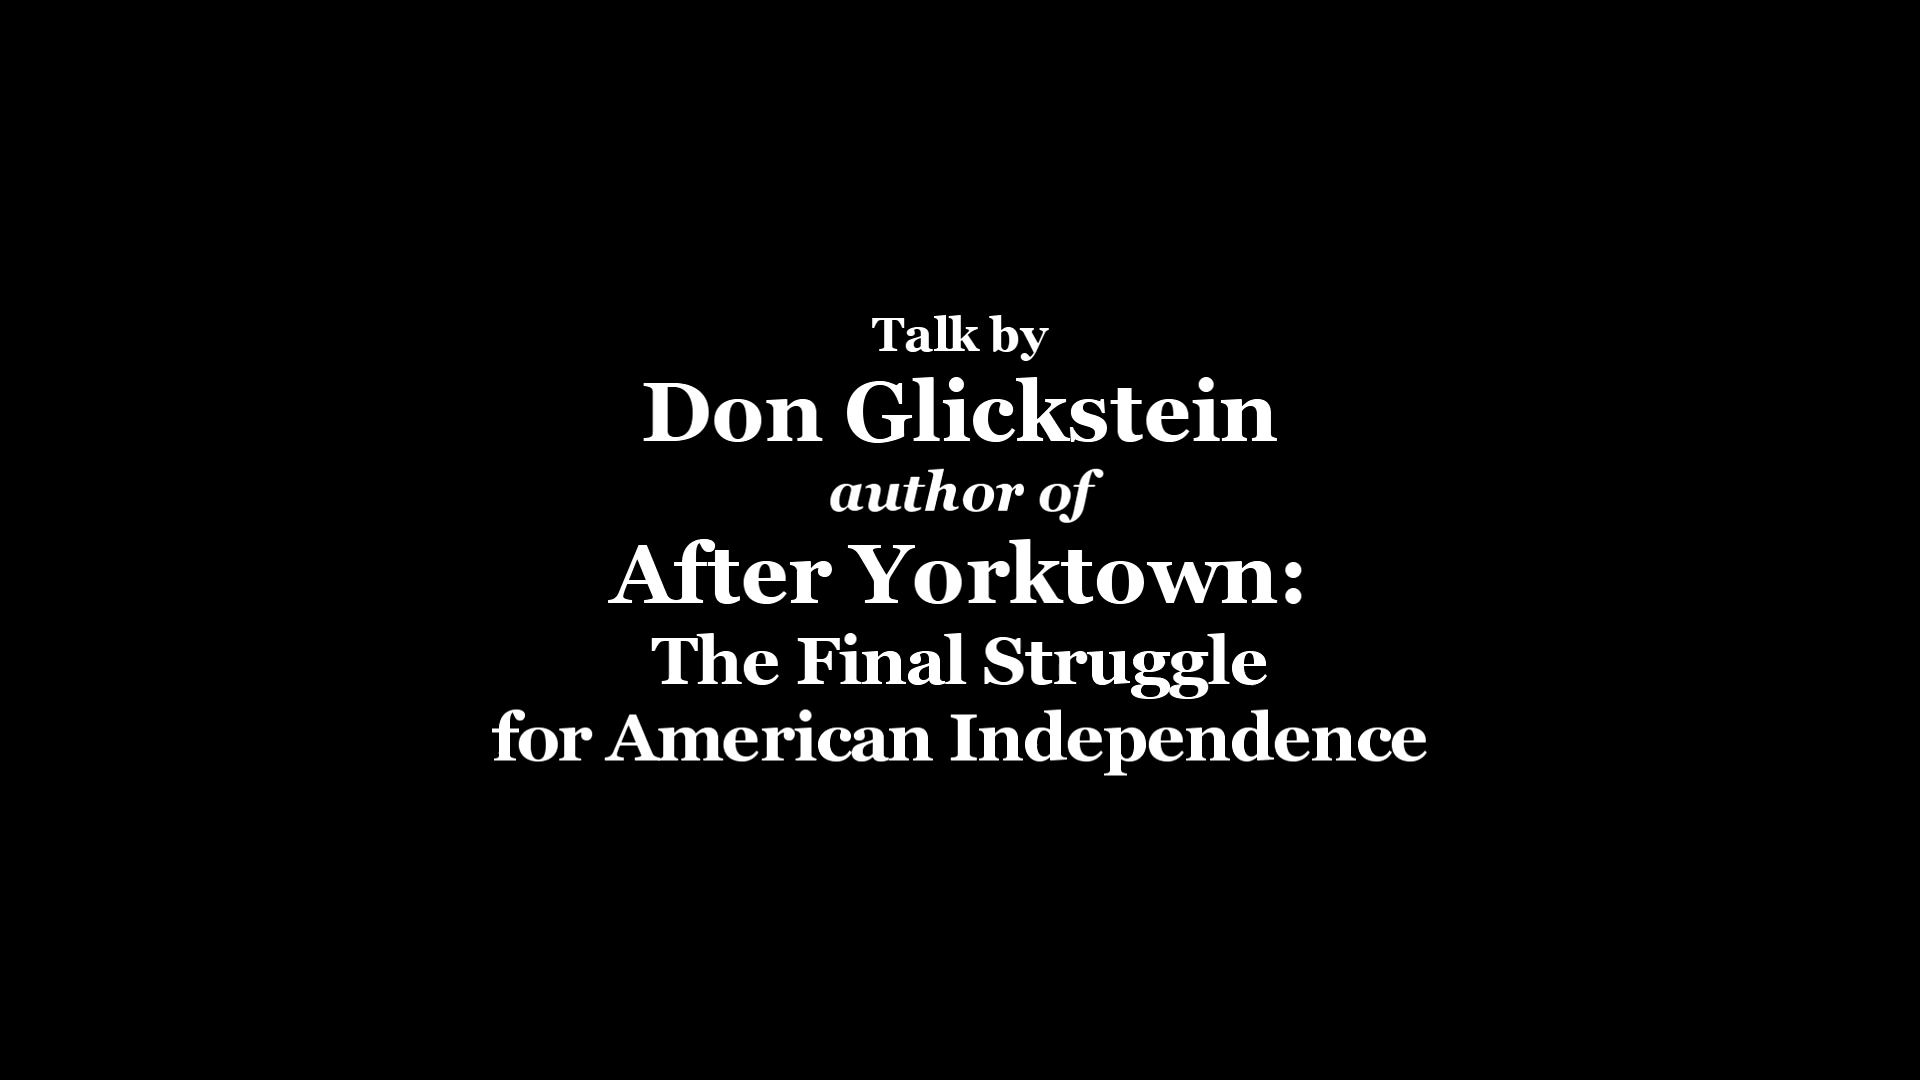 Talk by
Don Glickstein
author of
After Yorktown:
The Final Struggle
for American Independence